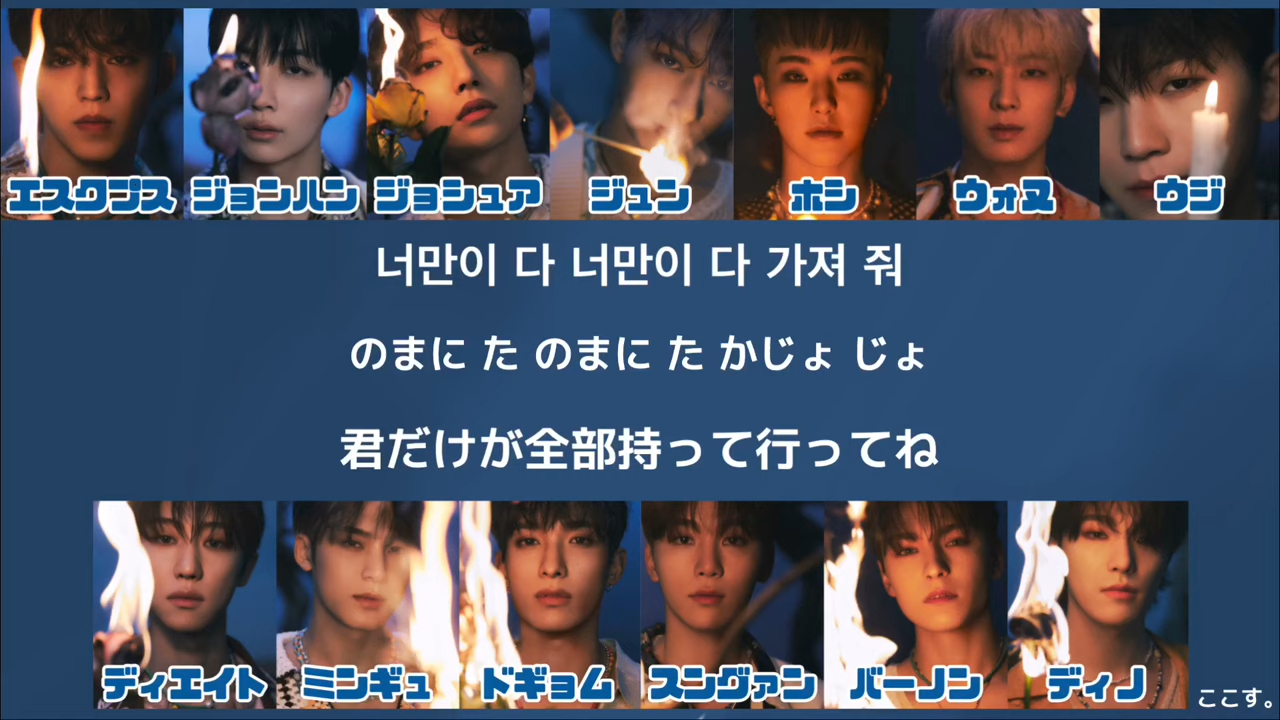 エスクプス ジョンハン ジョシュア ジュン ホシ ウォヌ ウジ
너만이 다 너만이 다 가져 줘
のまに た のまに た かじょ じょ
君だけが全部持って行ってね
ディエイト ミンギュ ドギョム スングァン バーノン ディノ
ここす。